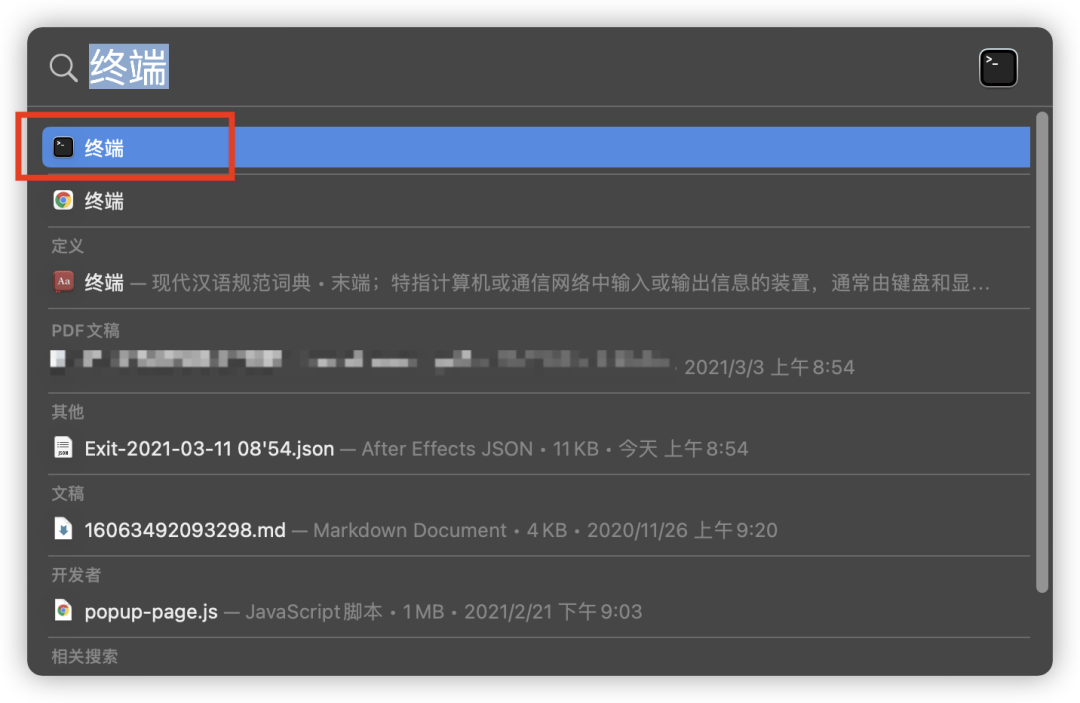 终端
终端
终端
定义
终端 — 现代汉语规范词典 · 末端；特指计算机或通信网络中输入或输出信息的装置，通常由键盘和显...
PDF文稿
2021/3/3 上午8:54
其他
Exit-2021-03-11 08'54.json — After Effects JSON · 11 KB · 今天 上午8:54
文稿
16063492093298.md — Markdown Document · 4 KB · 2020/11/26 上午9:20
开发者
popup-page.js — JavaScript脚本 · 1 MB · 2021/2/21 下午9:03
相关搜索